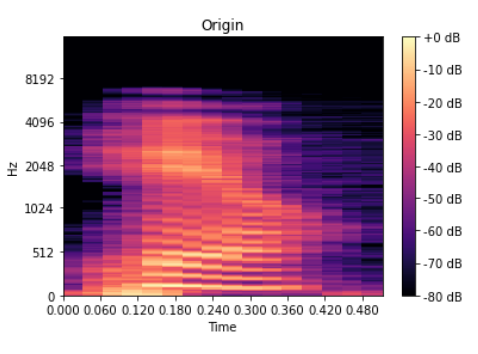 Origin
Hz
8192
4096
2048
1024
512
0
0.000 0.060 0.120 0.180 0.240 0.300 0.360 0.420 0.480
Time
+0 dB
-10 dB
-20 dB
-30 dB
-40 dB
-50 dB
-60 dB
-70 dB
-80 dB